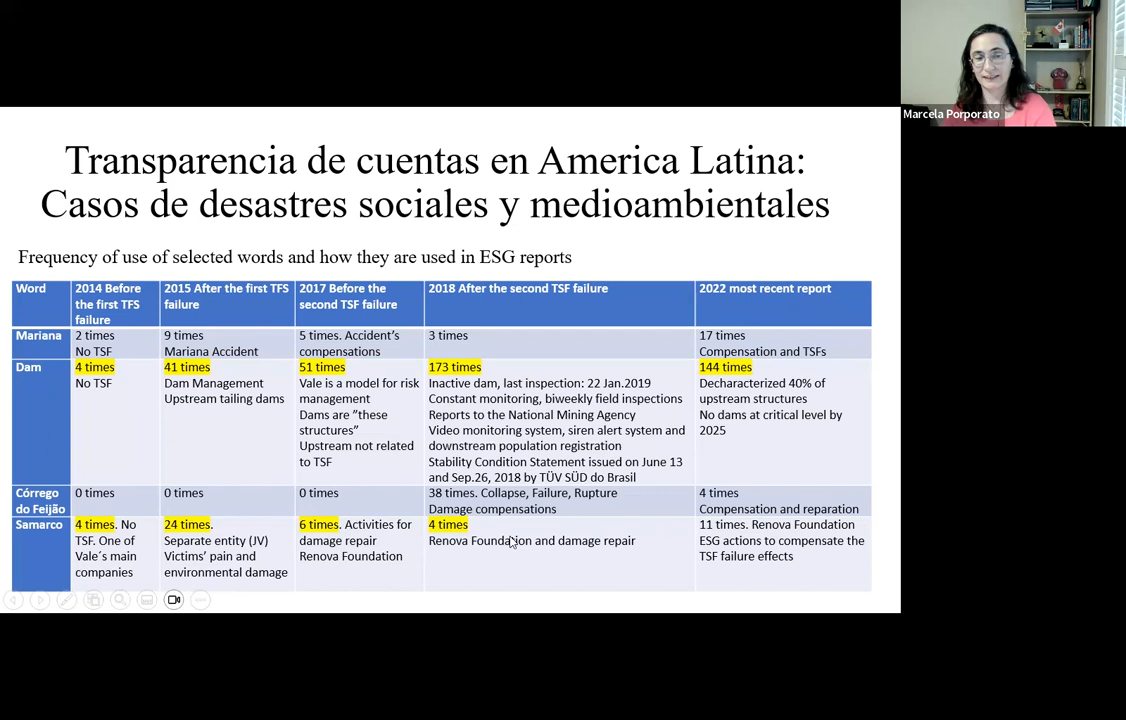 Marcela Porporato
Transparencia de cuentas en America Latina:
Casos de desastres sociales y medioambientales
Frequency of use of selected words and how they are used in ESG reports
Word
2014 Before
the first TFS
failure
2015 After the first TFS
failure
2017 Before the
second TSF failure
2018 After the second TSF failure
2022 most recent report
Mariana
2 times
No TSF
9 times
Mariana Accident
5 times. Accident’s
compensations
3 times
17 times
Compensation and TSFs
Dam
4 times
No TSF
41 times
Dam Management
Upstream tailing dams
51 times
Vale is a model for risk
management
Dams are ”these
structures”
Upstream not related
to TSF
173 times
Inactive dam, last inspection: 22 Jan.2019
Constant monitoring, biweekly field inspections
Reports to the National Mining Agency
Video monitoring system, siren alert system and
downstream population registration
Stability Condition Statement issued on June 13
and Sep.26, 2018 by TÜV SÜD do Brasil
144 times
Decharacterized 40% of
upstream structures
No dams at critical level by
2025
Córrego
do Feijão
0 times
0 times
0 times
38 times. Collapse, Failure, Rupture
Damage compensations
4 times
Compensation and reparation
Samarco
4 times. No
TSF. One of
Vale´s main
companies
24 times.
Separate entity (JV)
Victims’ pain and
environmental damage
6 times. Activities for
damage repair
Renova Foundation
4 times
Renova Foundation and damage repair
11 times. Renova Foundation
ESG actions to compensate the
TSF failure effects